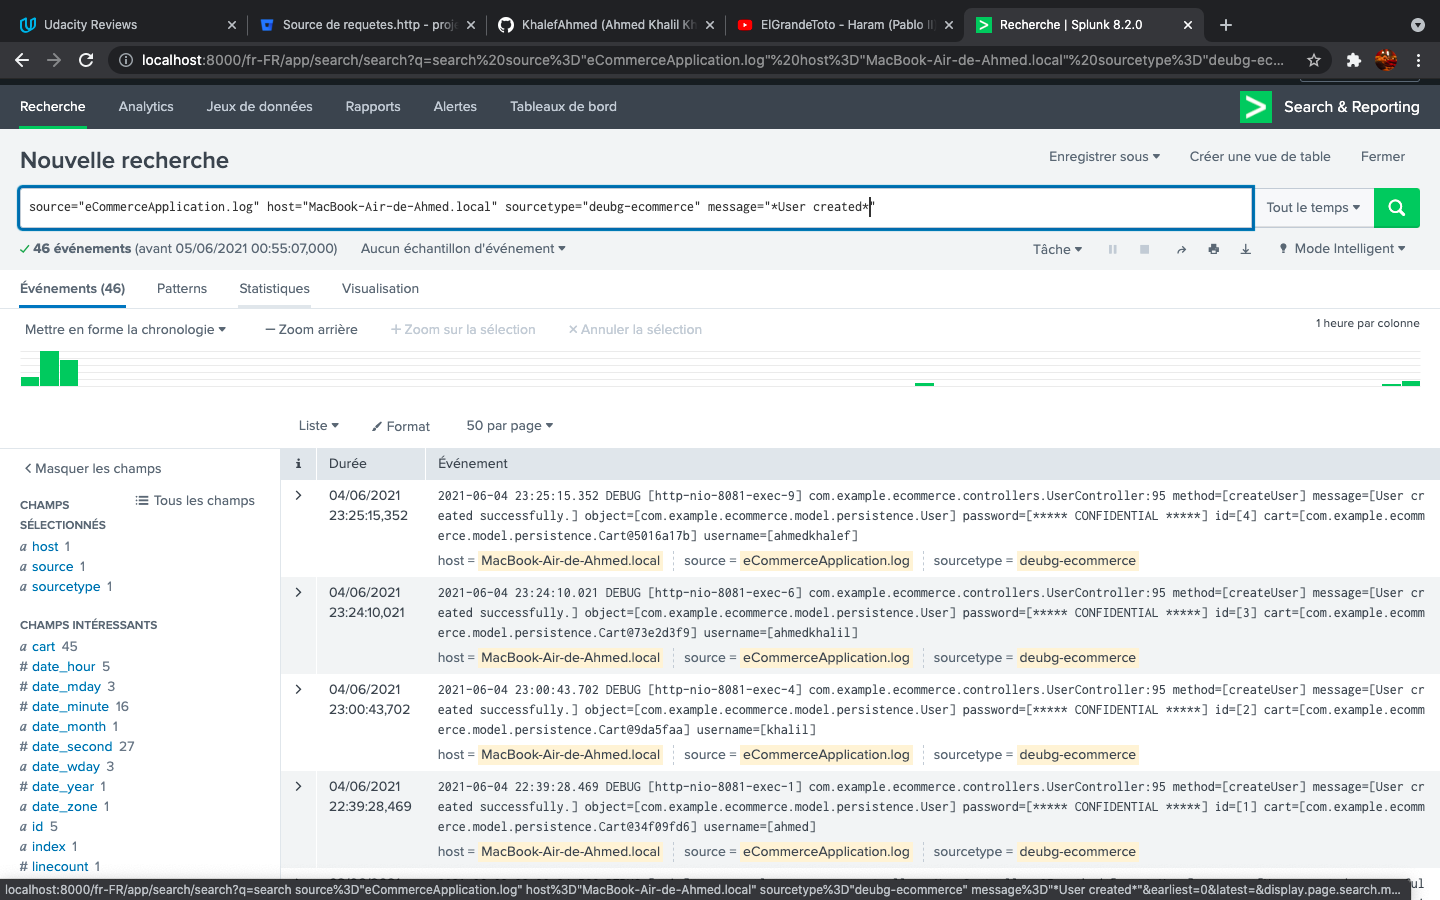 Udacity Reviews
Source de requetes.http - proje
KhalefAhmed (Ahmed Khalil Kh
ElGrandeToto - Haram (Pablo II
Recherche | Splunk 8.2.0
localhost:8000/fr-FR/app/search/search?q=search%20source%3D"eCommerceApplication.log"%20host%3D"MacBook-Air-de-Ahmed.local"%20sourcetype%3D"deubg-ec...
Recherche Analytics Jeux de données Rapports Alertes Tableaux de bord Search & Reporting
Nouvelle recherche
Enregistrer sous Créer une vue de table Fermer
source="eCommerceApplication.log" host="MacBook-Air-de-Ahmed.local" sourcetype="deubg-ecommerce" message="*User created*"
Tout le temps
46 événements (avant 05/06/2021 00:55:07,000) Aucun échantillon d'événement
Tâche Mode Intelligent
Événements (46) Patterns Statistiques Visualisation
Mettre en forme la chronologie — Zoom arrière + Zoom sur la sélection × Annuler la sélection
1 heure par colonne
Liste Format 50 par page
Masquer les champs
Tous les champs
CHAMPS
SÉLECTIONNÉS
a host 1
a source 1
a sourcetype 1
CHAMPS INTÉRESSANTS
a cart 45
# date_hour 5
# date_mday 3
# date_minute 16
a date_month 1
# date_second 27
a date_wday 3
# date_year 1
a date_zone 1
a id 5
a index 1
# linecount 1
i Durée Événement
04/06/2021
23:25:15,352
2021-06-04 23:25:15.352 DEBUG [http-nio-8081-exec-9] com.example.ecommerce.controllers.UserController:95 method=[createUser] message=[User cr
eated successfully.] object=[com.example.ecommerce.model.persistence.User] password=[***** CONFIDENTIAL *****] id=[4] cart=[com.example.ecomm
erce.model.persistence.Cart@5016a17b] username=[ahmedkhalef]
host = MacBook-Air-de-Ahmed.local source = eCommerceApplication.log sourcetype = deubg-ecommerce
04/06/2021
23:24:10,021
2021-06-04 23:24:10.021 DEBUG [http-nio-8081-exec-6] com.example.ecommerce.controllers.UserController:95 method=[createUser] message=[User cr
eated successfully.] object=[com.example.ecommerce.model.persistence.User] password=[***** CONFIDENTIAL *****] id=[3] cart=[com.example.ecomm
erce.model.persistence.Cart@73e2d3f9] username=[ahmedkhalil]
host = MacBook-Air-de-Ahmed.local source = eCommerceApplication.log sourcetype = deubg-ecommerce
04/06/2021
23:00:43,702
2021-06-04 23:00:43.702 DEBUG [http-nio-8081-exec-4] com.example.ecommerce.controllers.UserController:95 method=[createUser] message=[User cr
eated successfully.] object=[com.example.ecommerce.model.persistence.User] password=[***** CONFIDENTIAL *****] id=[2] cart=[com.example.ecomm
erce.model.persistence.Cart@9da5faa] username=[khalil]
host = MacBook-Air-de-Ahmed.local source = eCommerceApplication.log sourcetype = deubg-ecommerce
04/06/2021
22:39:28,469
2021-06-04 22:39:28.469 DEBUG [http-nio-8081-exec-1] com.example.ecommerce.controllers.UserController:95 method=[createUser] message=[User cr
eated successfully.] object=[com.example.ecommerce.model.persistence.User] password=[***** CONFIDENTIAL *****] id=[1] cart=[com.example.ecomm
erce.model.persistence.Cart@34f09fd6] username=[ahmed]
host = MacBook-Air-de-Ahmed.local source = eCommerceApplication.log sourcetype = deubg-ecommerce
localhost:8000/fr-FR/app/search/search?q=search source%3D"eCommerceApplication.log" host%3D"MacBook-Air-de-Ahmed.local" sourcetype%3D"deubg-ecommerce" message%3D"*User created*"&earliest=0&latest=&display.page.search.m...